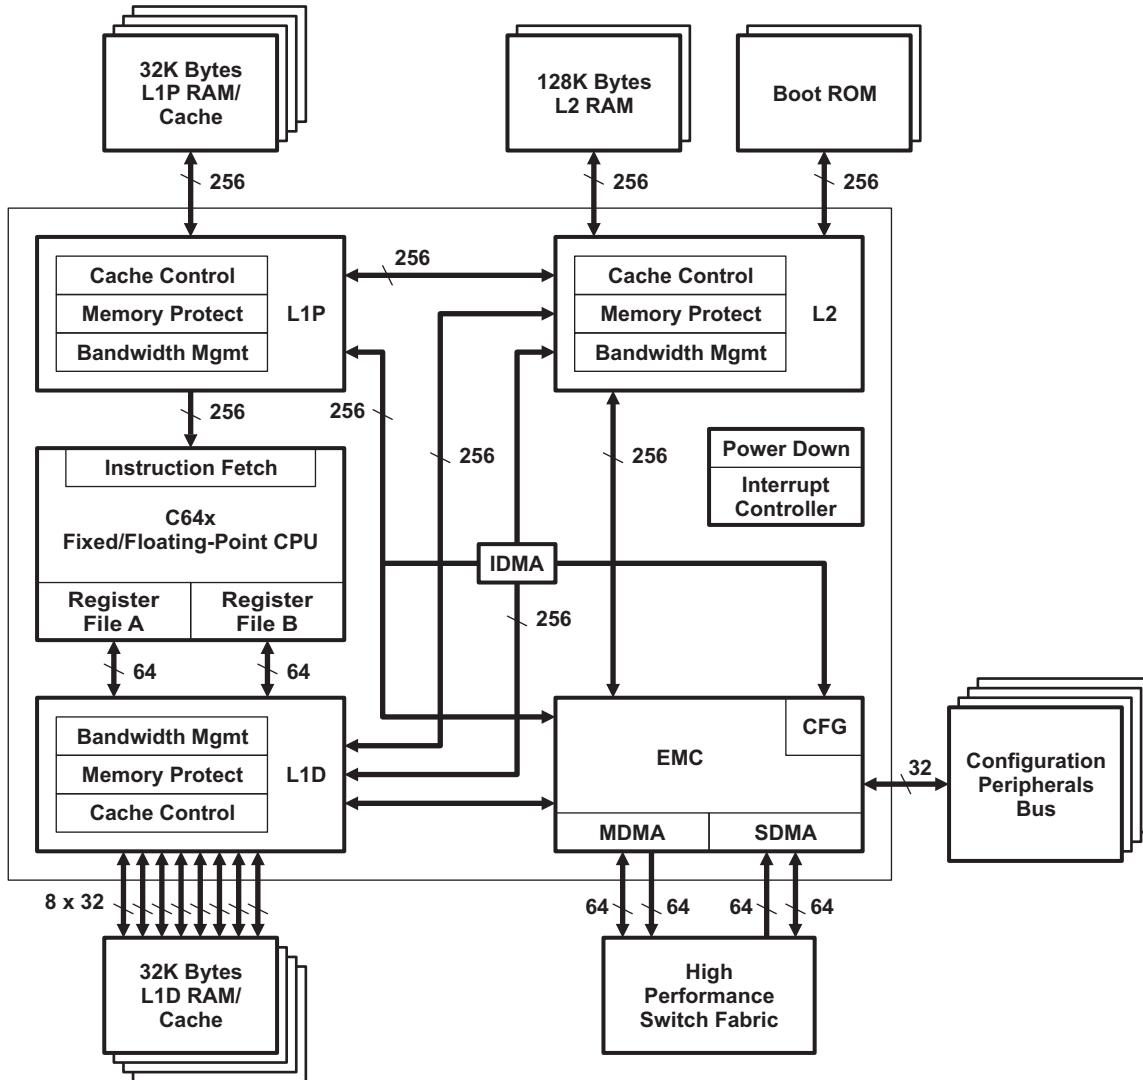 32K Bytes
L1P RAM/
Cache
128K Bytes
L2 RAM
Boot ROM
256
256
256
Cache Control
Memory Protect
Bandwidth Mgmt
L1P
256
Cache Control
Memory Protect
Bandwidth Mgmt
L2
256
256
256
256
Power Down
Interrupt
Controller
Instruction Fetch
C64x
Fixed/Floating-Point CPU
IDMA
Register
File A
Register
File B
256
64
64
Bandwidth Mgmt
Memory Protect
Cache Control
L1D
EMC
CFG
MDMA
SDMA
32
Configuration
Peripherals
Bus
8 x 32
64
64
64
64
32K Bytes
L1D RAM/
Cache
High
Performance
Switch Fabric